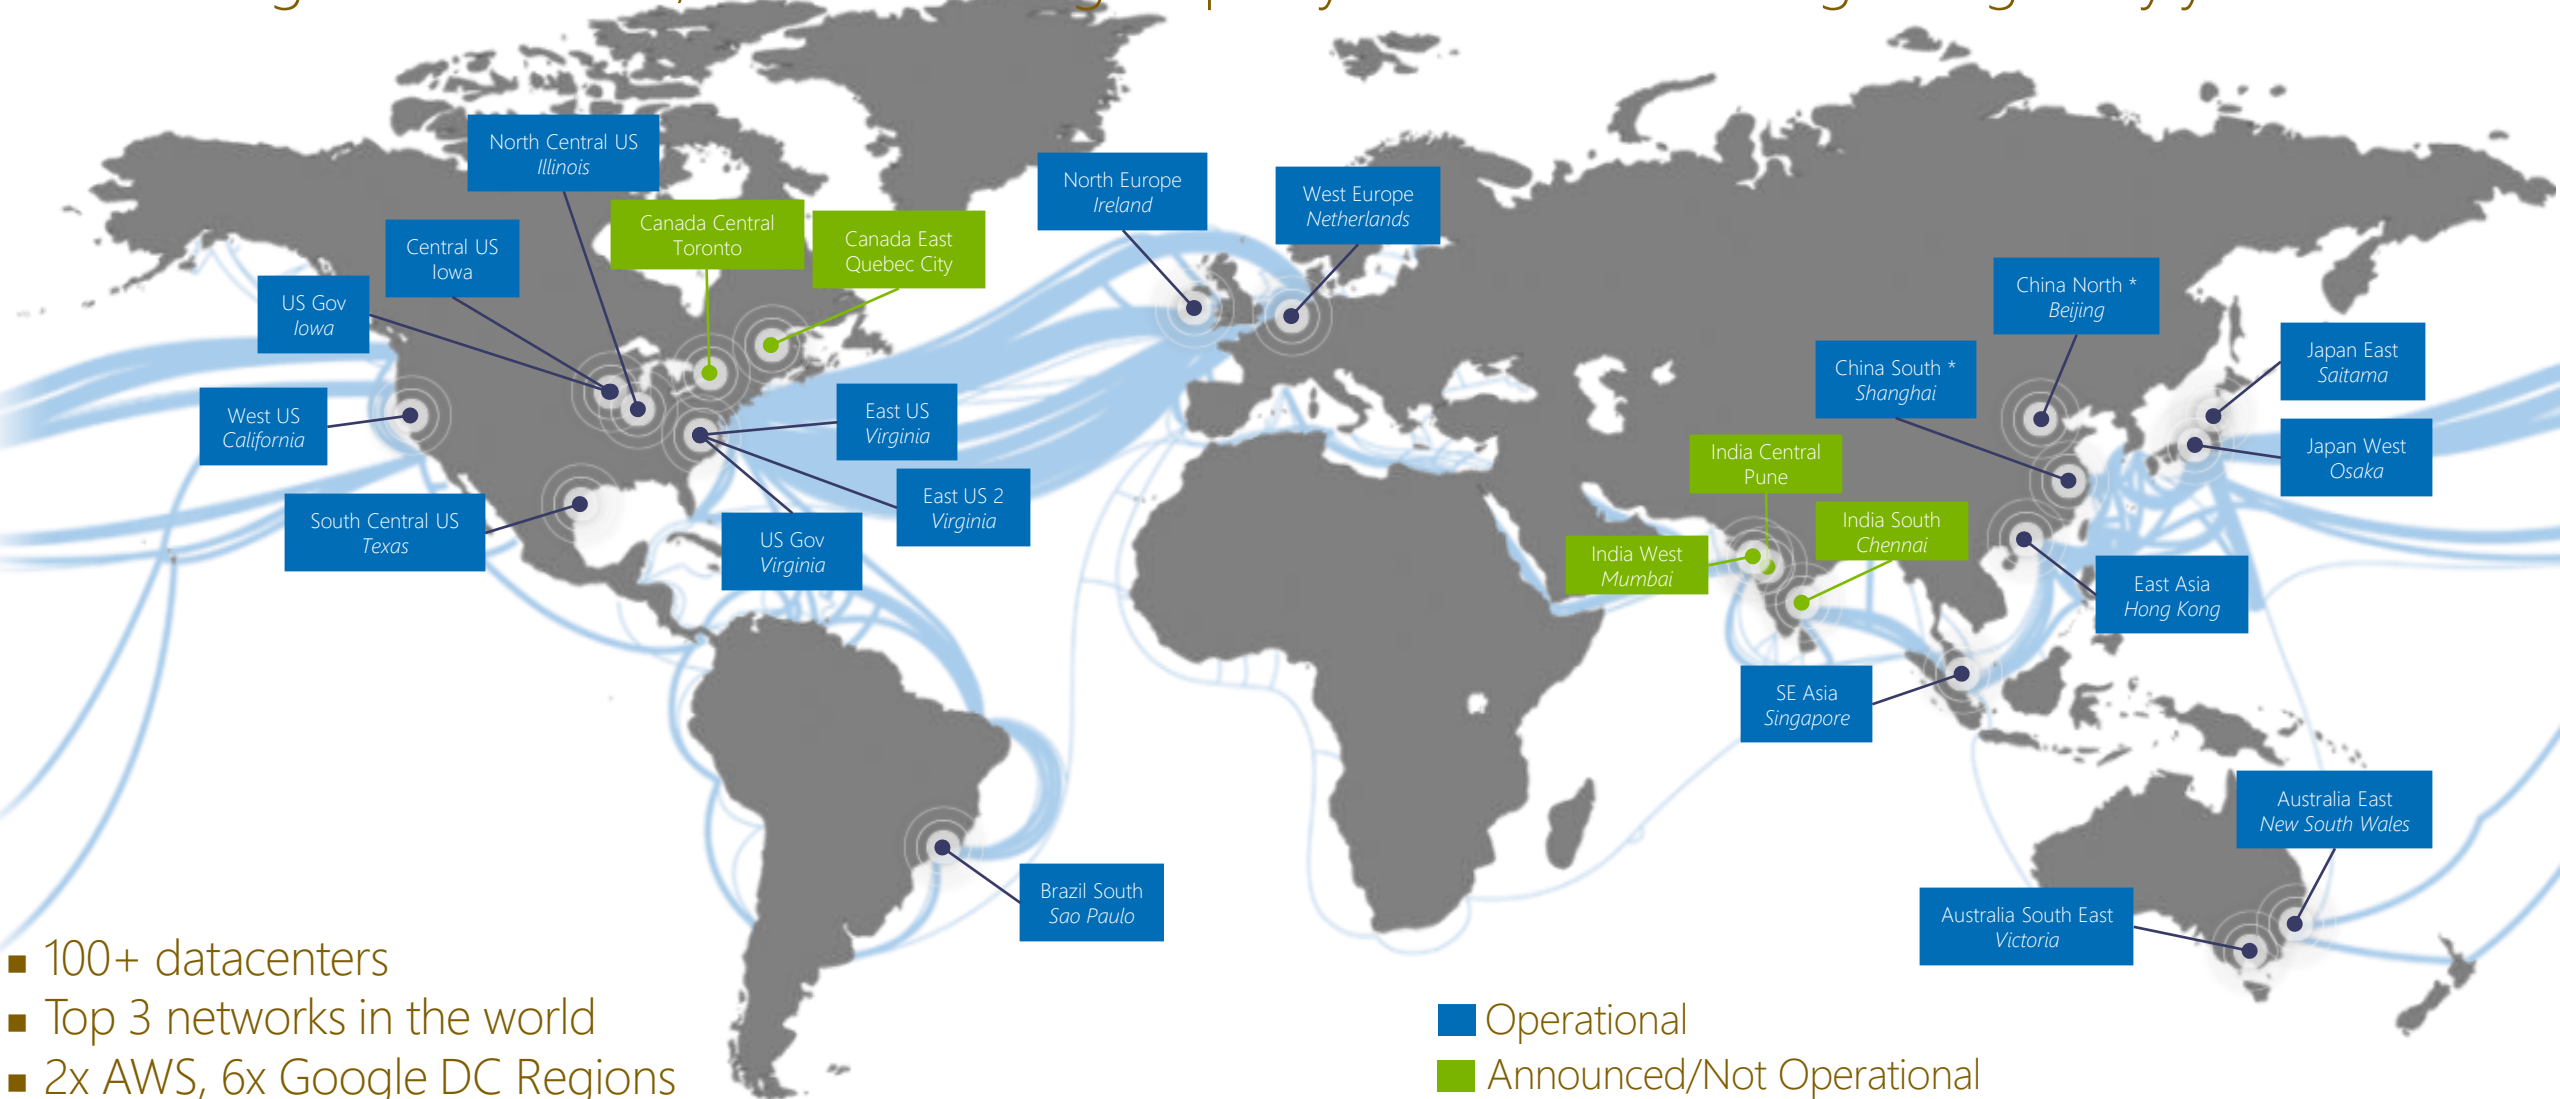 North Central US
Illinois
Canada Central
Toronto
Canada East
Quebec City
Central US
Iowa
US Gov
Iowa
West US
California
South Central US
Texas
East US
Virginia
East US 2
Virginia
US Gov
Virginia
North Europe
Ireland
West Europe
Netherlands
China North *
Beijing
China South *
Shanghai
Japan East
Saitama
Japan West
Osaka
India Central
Pune
India South
Chennai
India West
Mumbai
East Asia
Hong Kong
SE Asia
Singapore
Brazil South
Sao Paulo
Australia East
New South Wales
Australia South East
Victoria
▪ 100+ datacenters
▪ Top 3 networks in the world
▪ 2x AWS, 6x Google DC Regions
Operational
Announced/Not Operational